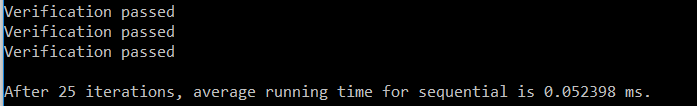 Verification passed
Verification passed
Verification passed
After 25 iterations, average running time for sequential is 0.052398 ms.